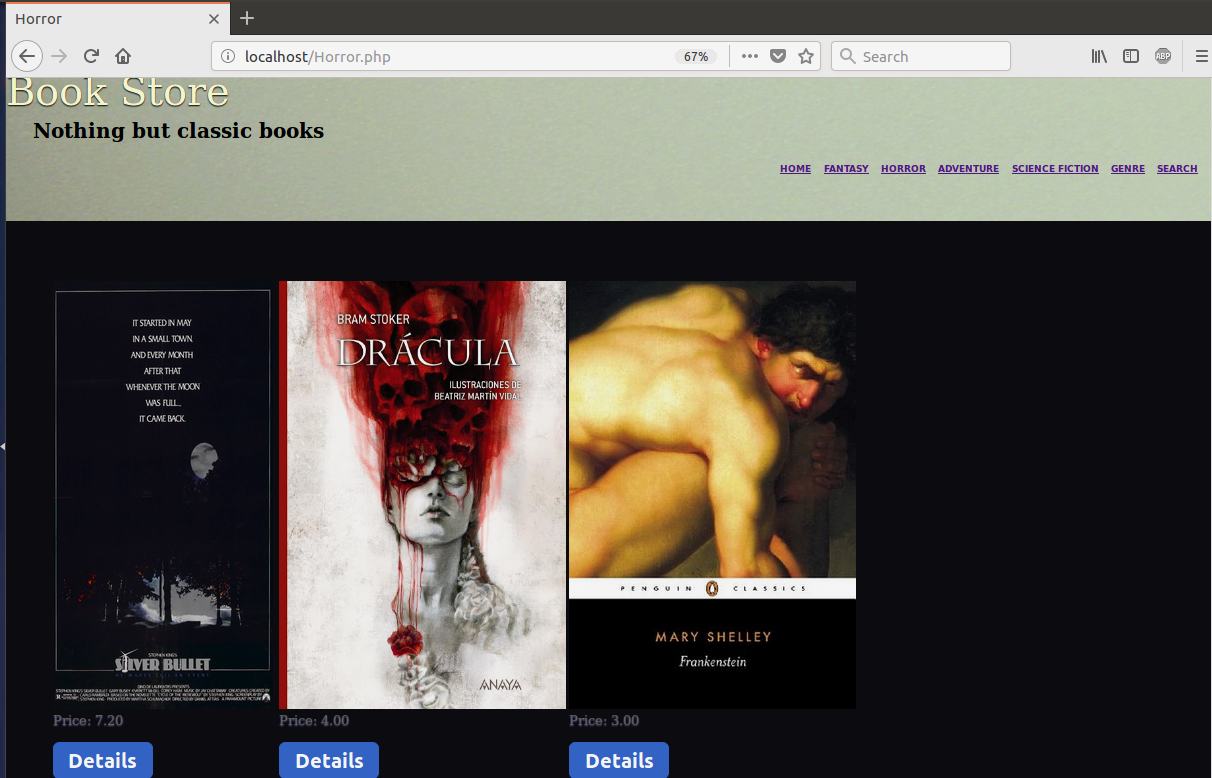 Horror
localhost/Horror.php
67%
Search
ABP
Book Store
Nothing but classic books
HOME FANTASY HORROR ADVENTURE SCIENCE FICTION GENRE SEARCH
IT STARTED IN MAY
IN A SMALL TOWN
AND EVERY MONTH
AFTER THAT
WHENEVER THE MOON
WAS FULL...
IT CAME BACK.
STEPHEN KING'S
SILVER BULLET
BRAM STOKER
DRÁCULA
ILUSTRACIONES DE
BEATRIZ MARTÍN VIDAL
ANAYA
PENGUIN CLASSICS
MARY SHELLEY
Frankenstein
Price: 7.20
Price: 4.00
Price: 3.00
Details
Details
Details